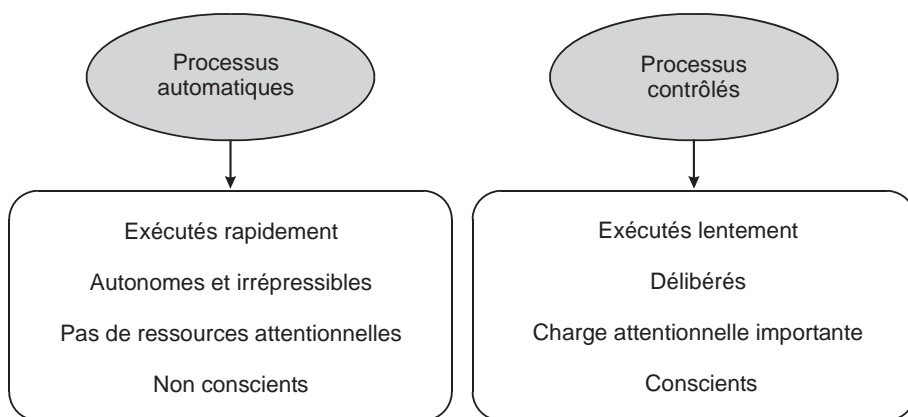 Processus
automatiques
Exécutés rapidement
Autonomes et irrépressibles
Pas de ressources attentionnelles
Non conscients
Processus
contrôlés
Exécutés lentement
Délibérés
Charge attentionnelle importante
Conscients